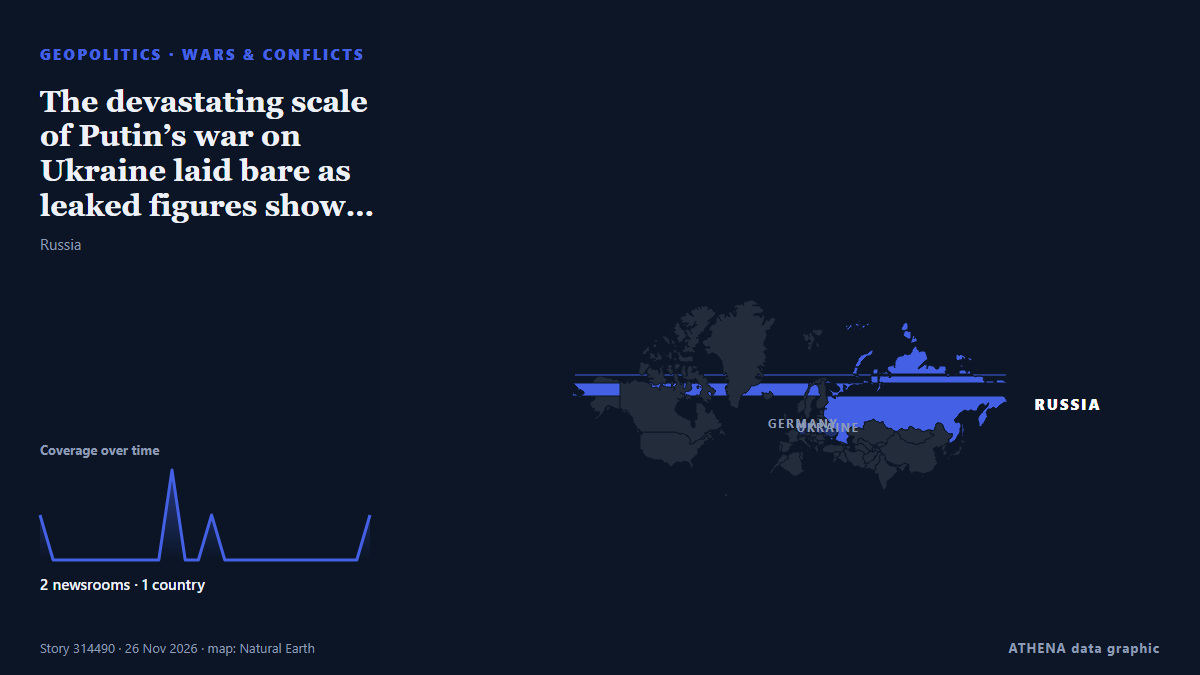 GEOPOLITICS · WARS & CONFLICTS
The devastating scale
of Putin’s war on
Ukraine laid bare as
leaked figures show…
Russia
RUSSIA
GERMANY
UKRAINE
Coverage over time
2 newsrooms · 1 country
Story 314490 · 26 Nov 2026 · map: Natural Earth
ATHENA data graphic